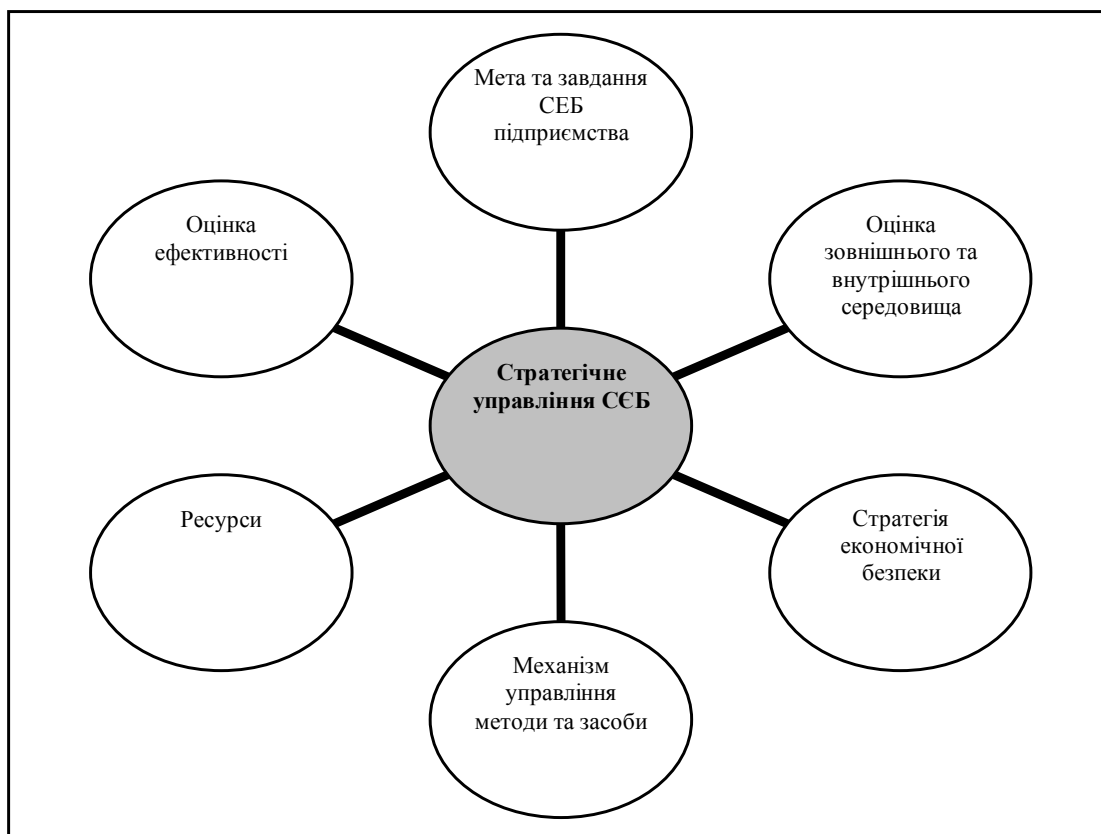 Мета та завдання
СЕБ
підприємства
Оцінка
ефективності
Оцінка
зовнішнього та
внутрішнього
середовища
Стратегічне
управління СЄБ
Ресурси
Стратегія
економічної
безпеки
Механізм
управління
методи та засоби